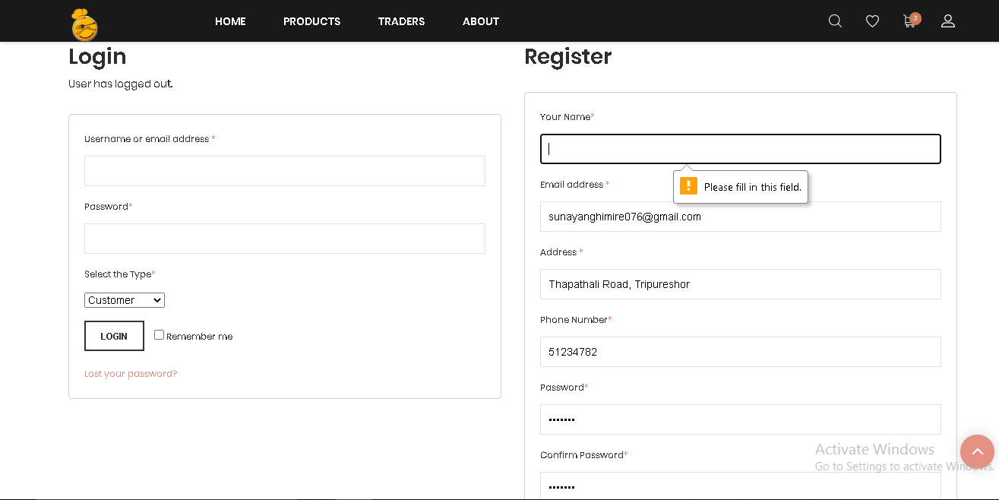 HOME PRODUCTS TRADERS ABOUT 3
Login
User has logged out.
Username or email address *
Password*
Select the Type*
Customer
LOGIN Remember me
Lost your password?
Register
Your Name*
Please fill in this field.
Email address *
sunayanghimire076@gmail.com
Address *
Thapathali Road, Tripureshor
Phone Number*
51234782
Password*
•••••••
Confirm Password*
•••••••
Activate Windows
Go to Settings to activate Windows.